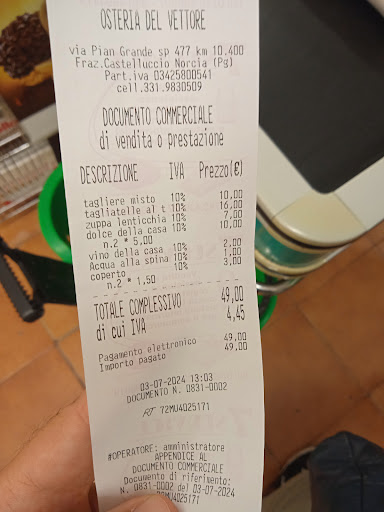 OSTERIA DEL VETTORE
via Pian Grande sp 477 km 10.400
Fraz.Castelluccio Norcia (Pg)
Part.iva 03425800541
cell.331.9830509
DOCUMENTO COMMERCIALE
di vendita o prestazione
DESCRIZIONE IVA Prezzo(€)
tagliere misto 10% 10,00
tagliatelle al t 10% 16,00
zuppa lenticchia 10% 7,00
dolce della casa 10% 10,00
n.2 * 5,00
vino della casa 10% 2,00
Acqua alla spina 10% 1,00
coperto 10% 3,00
n.2 * 1,50
TOTALE COMPLESSIVO 49,00
di cui IVA 4,45
Pagamento elettronico 49,00
Importo pagato 49,00
03-07-2024 13:03
DOCUMENTO N. 0831-0002
RT 72MU4025171
#OPERATORE: amministratore
APPENDICE AL
DOCUMENTO COMMERCIALE
Documento di riferimento:
N. 0831-0002 del 03-07-2024